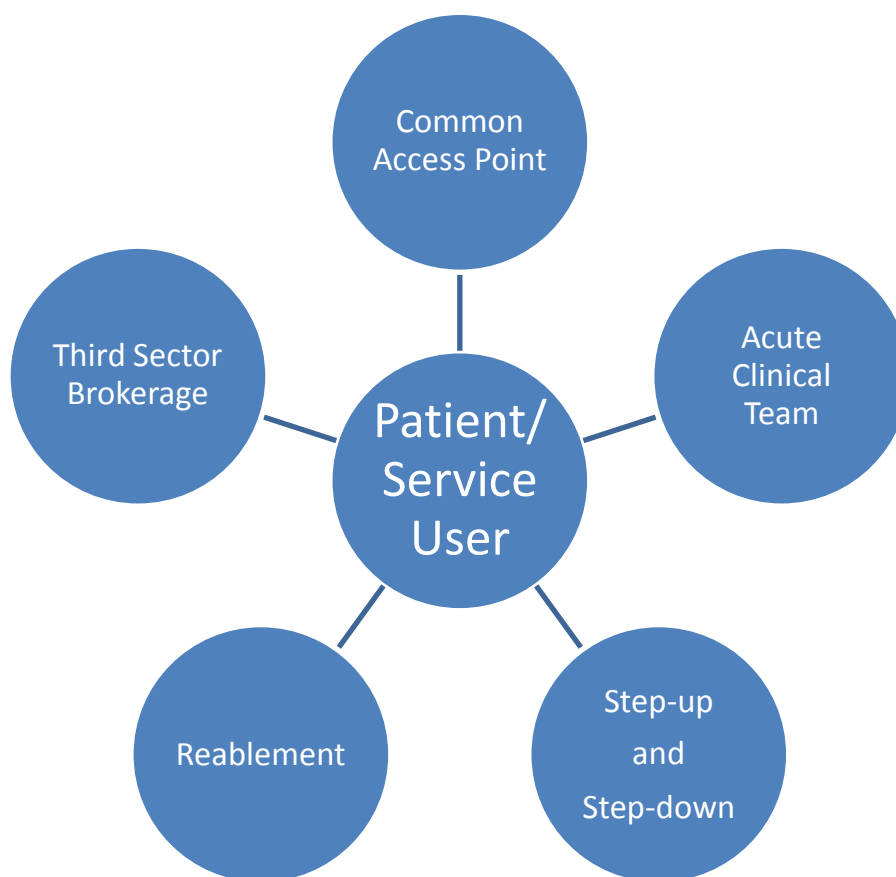 Common
Access Point
Third Sector
Brokerage
Acute
Clinical
Team
Patient/
Service
User
Reablement
Step-up
and
Step-down